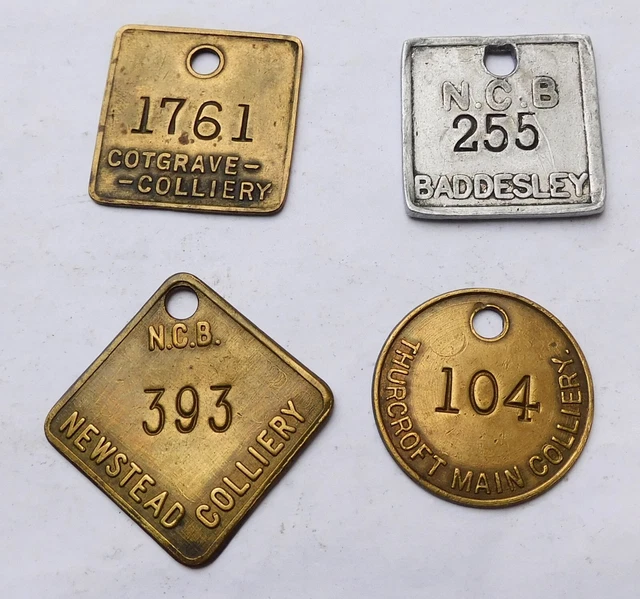 1761
COTGRAVE-
-COLLIERY
N.C.B
255
BADDESLEY
N.C.B.
393
NEWSTEAD COLLIERY
104
THURCROFT MAIN COLLIERY.